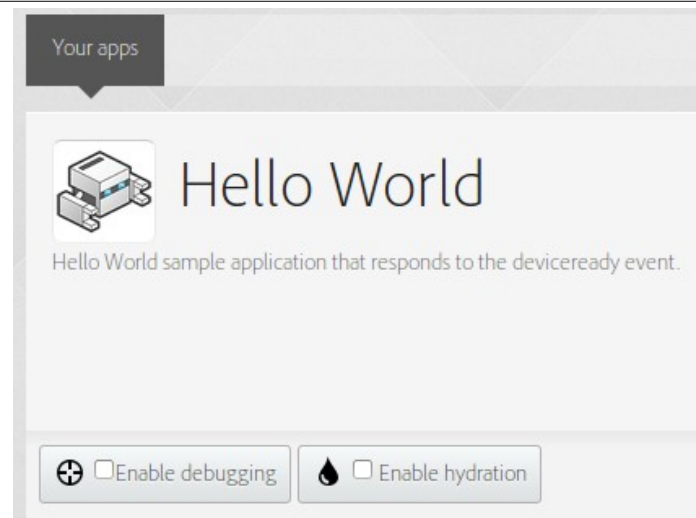 Your apps
Hello World
Hello World sample application that responds to the deviceready event.
Enable debugging
Enable hydration